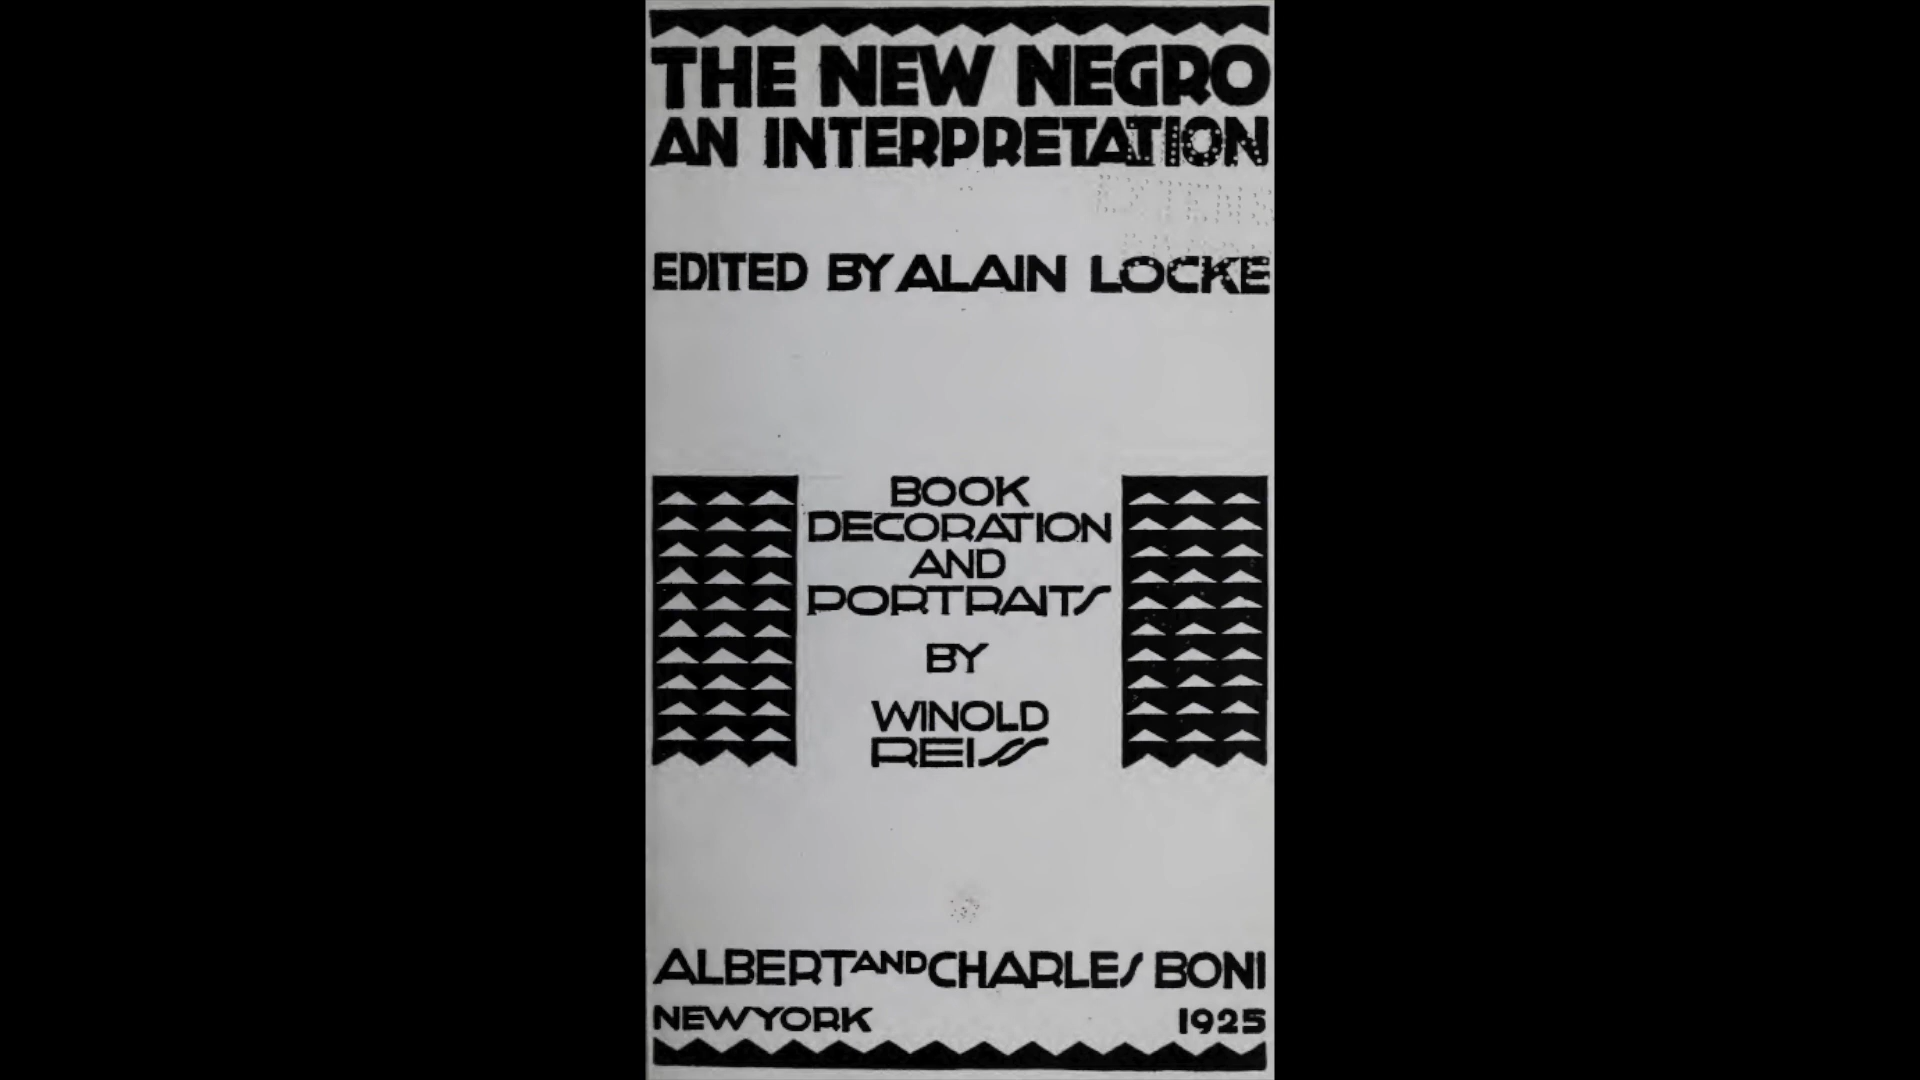 THE NEW NEGRO
AN INTERPRETATION
EDITED BY ALAIN LOCKE
BOOK
DECORATION
AND
PORTRAITS
BY
WINOLD
REISS
ALBERT AND CHARLES BONI
NEW YORK 1925